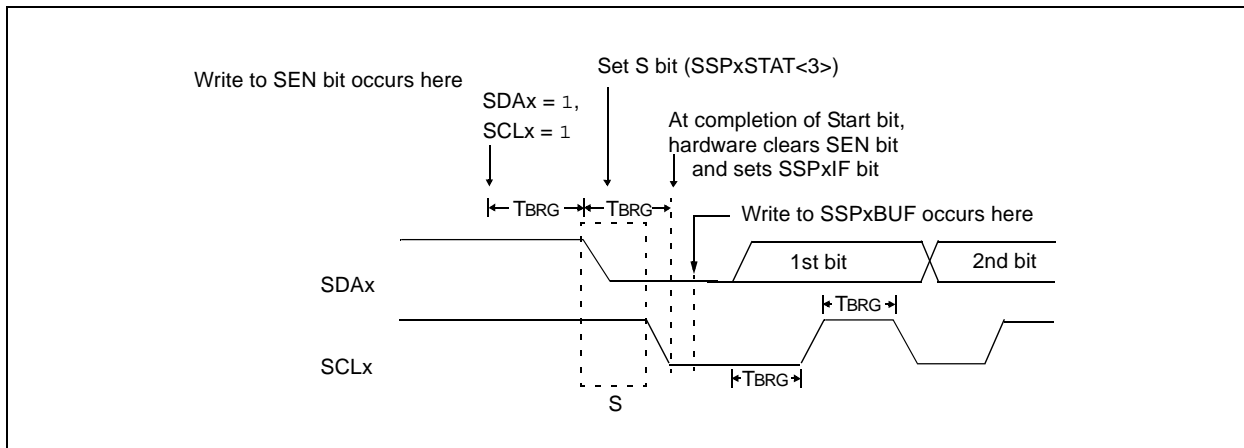 Write to SEN bit occurs here
Set S bit (SSPxSTAT<3>)
SDAx = 1,
SCLx = 1
At completion of Start bit,
hardware clears SEN bit
and sets SSPxIF bit
TBRG
TBRG
Write to SSPxBUF occurs here
SDAx
1st bit
2nd bit
TBRG
SCLx
TBRG
S